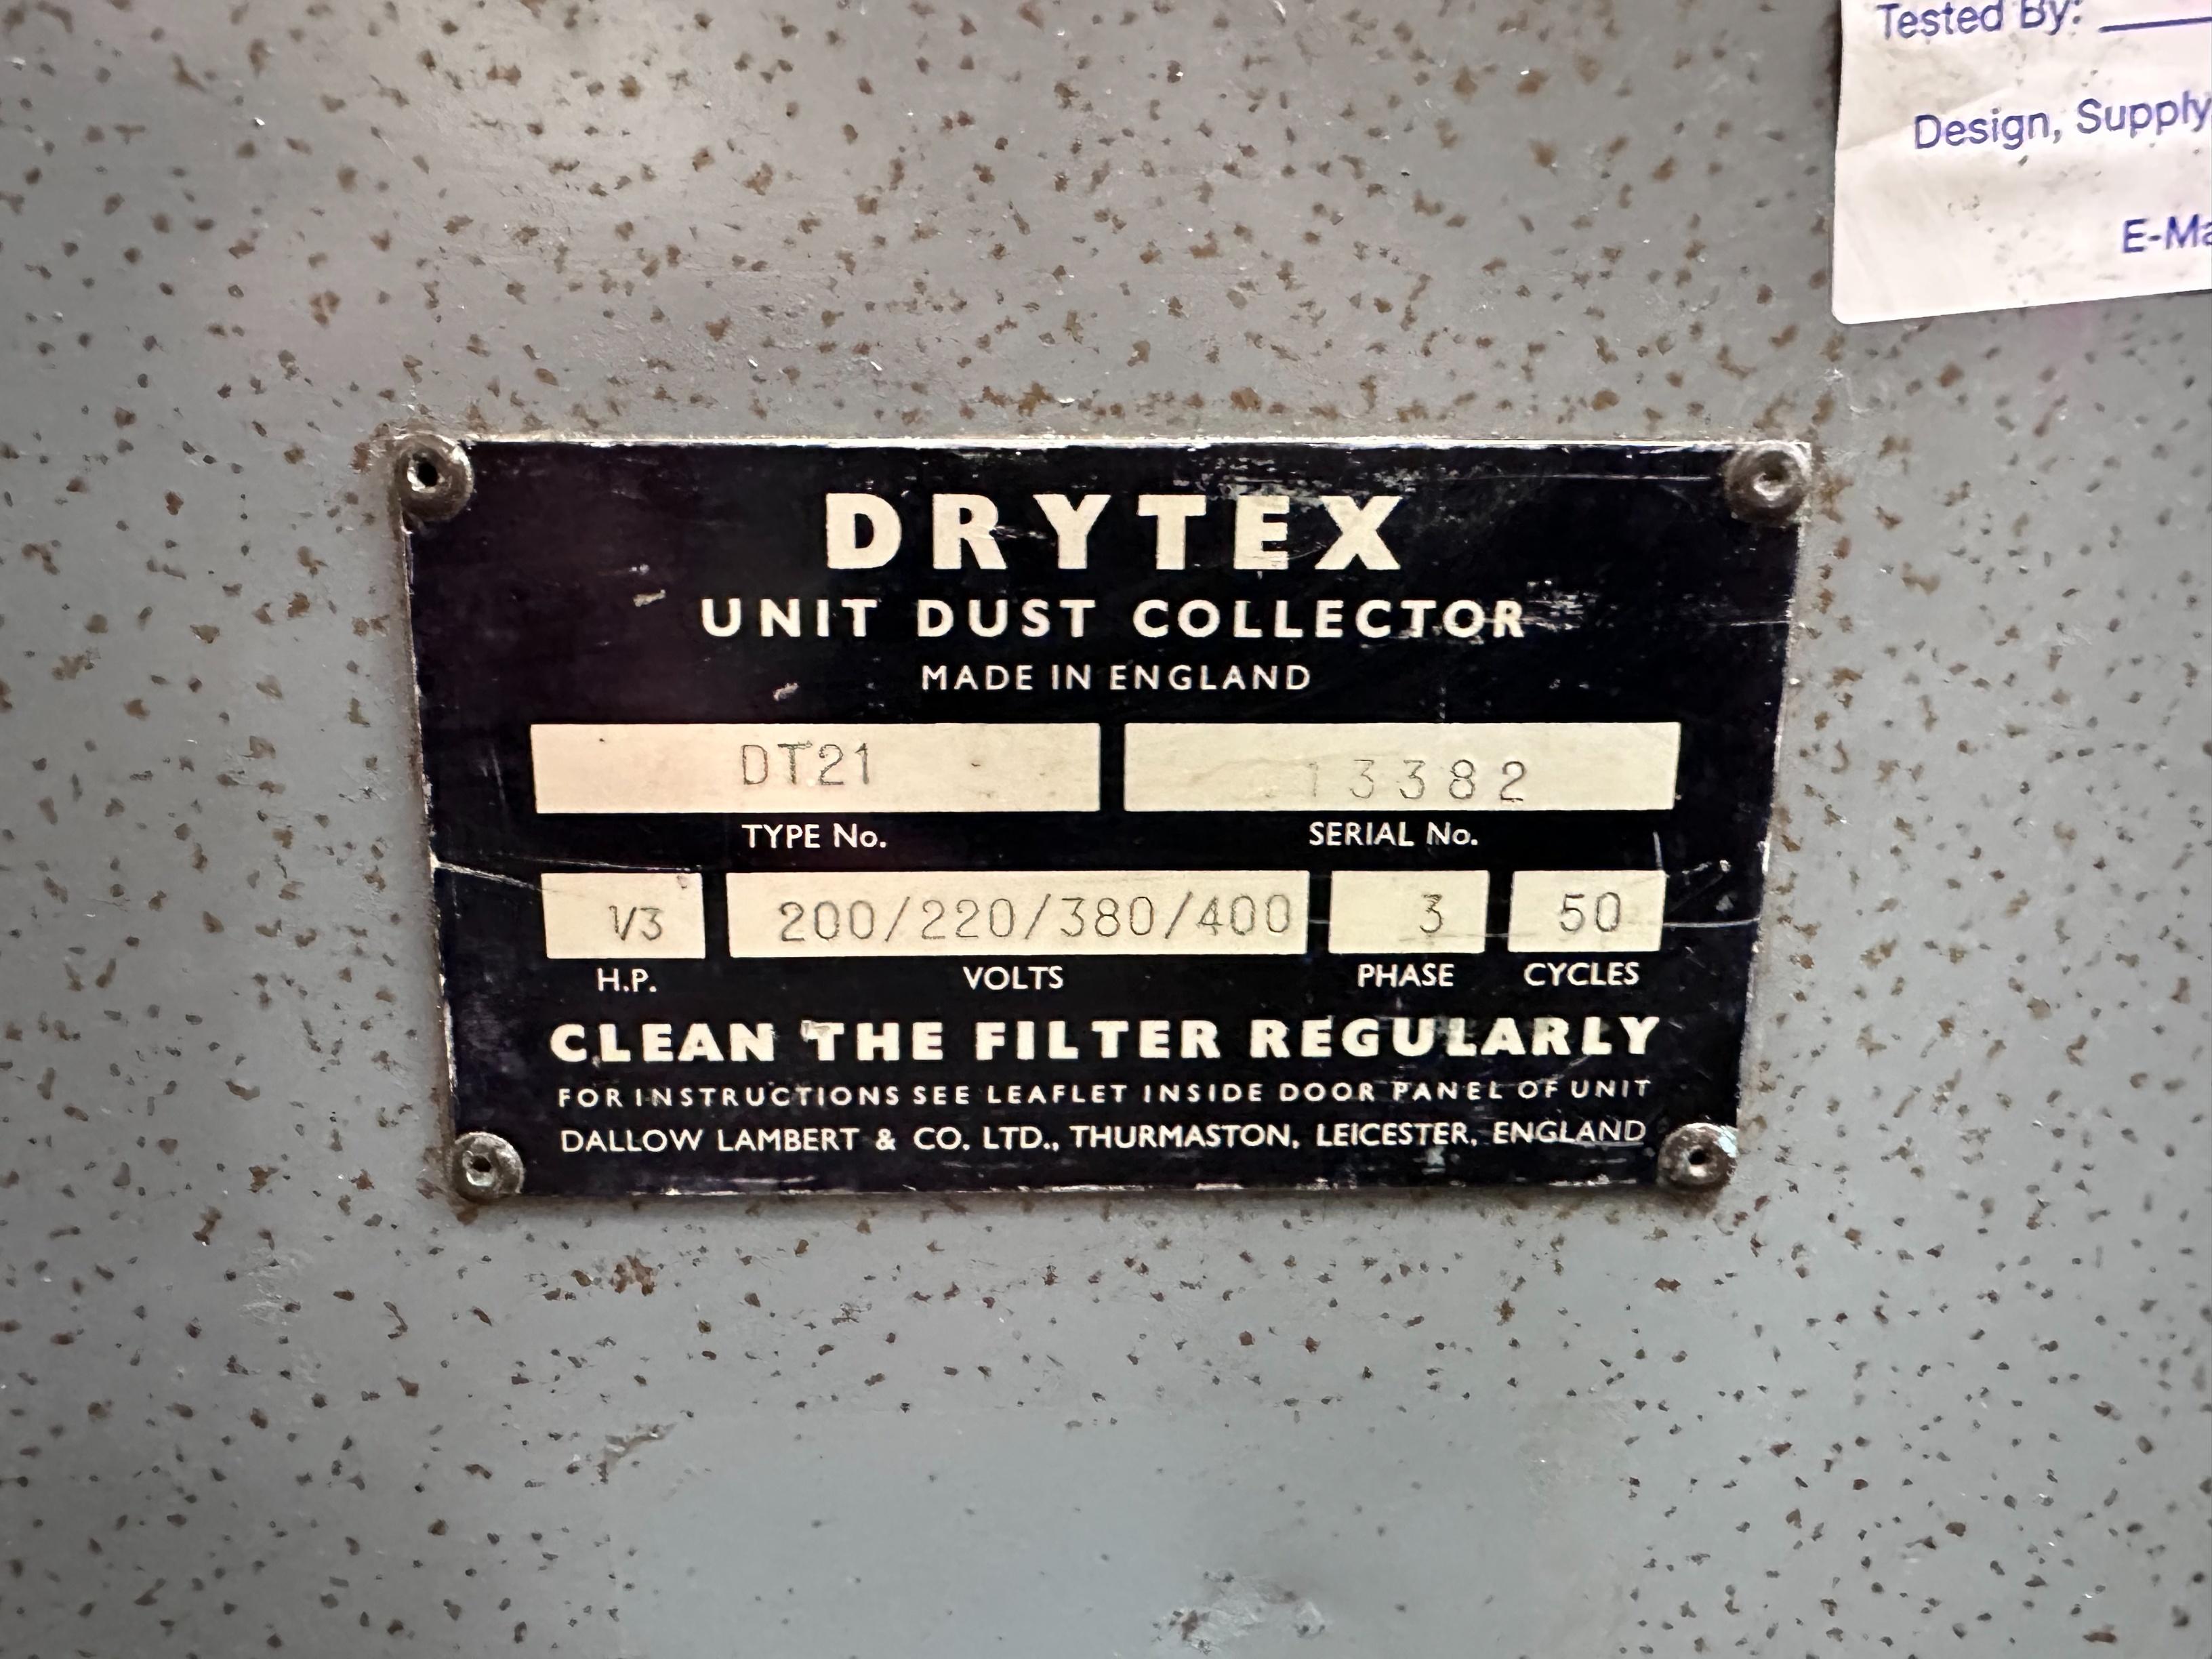 Tested By:
Design, Supply
E-Ma
DRYTEX
UNIT DUST COLLECTOR
MADE IN ENGLAND
DT21 13382
TYPE No. SERIAL No.
1/3 200/220/380/400 3 50
H.P. VOLTS PHASE CYCLES
CLEAN THE FILTER REGULARLY
FOR INSTRUCTIONS SEE LEAFLET INSIDE DOOR PANEL OF UNIT
DALLOW LAMBERT & CO. LTD., THURMASTON, LEICESTER, ENGLAND